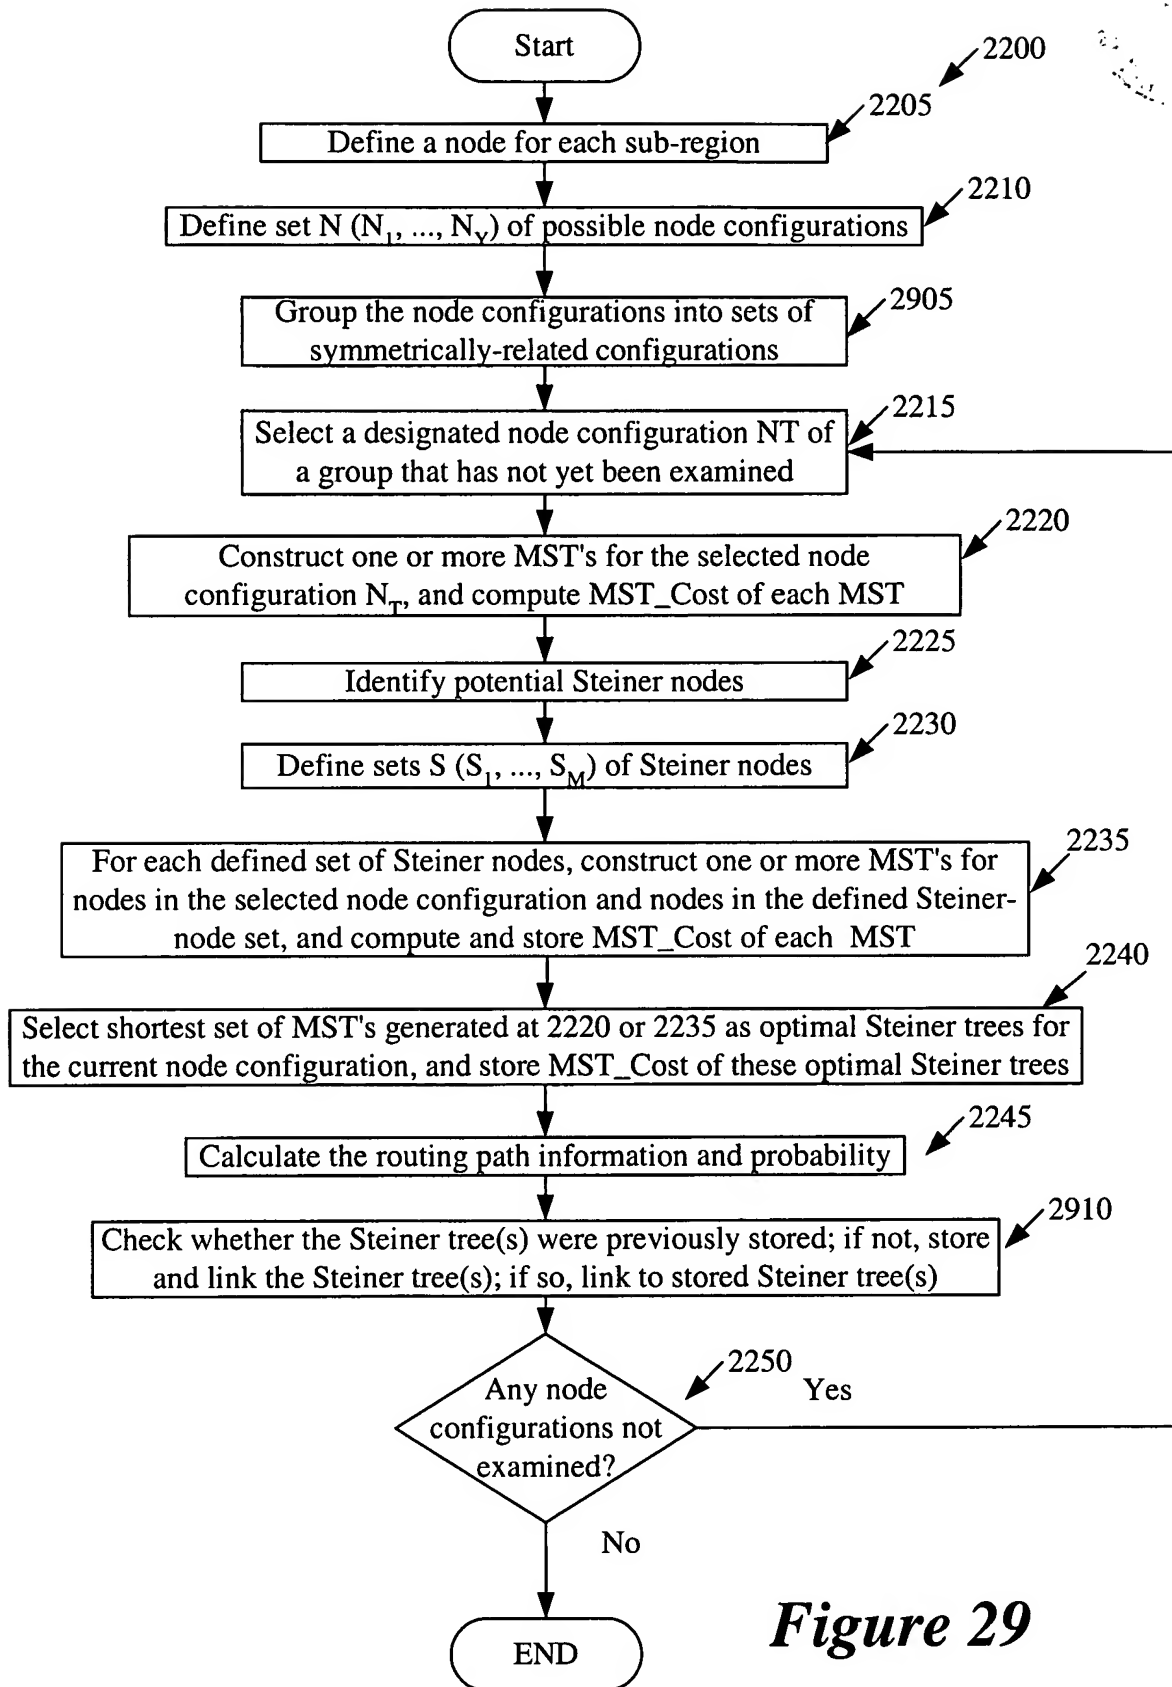 Start
2200
2205
Define a node for each sub-region
2210
Define set N (N₁, ..., N_Y) of possible node configurations
2905
Group the node configurations into sets of
symmetrically-related configurations
2215
Select a designated node configuration NT of
a group that has not yet been examined
2220
Construct one or more MST's for the selected node
configuration N_T, and compute MST_Cost of each MST
2225
Identify potential Steiner nodes
2230
Define sets S (S₁, ..., S_M) of Steiner nodes
2235
For each defined set of Steiner nodes, construct one or more MST's for
nodes in the selected node configuration and nodes in the defined Steiner-
node set, and compute and store MST_Cost of each MST
2240
Select shortest set of MST's generated at 2220 or 2235 as optimal Steiner trees for
the current node configuration, and store MST_Cost of these optimal Steiner trees
2245
Calculate the routing path information and probability
2910
Check whether the Steiner tree(s) were previously stored; if not, store
and link the Steiner tree(s); if so, link to stored Steiner tree(s)
2250
Yes
Any node
configurations not
examined?
No
END
Figure 29